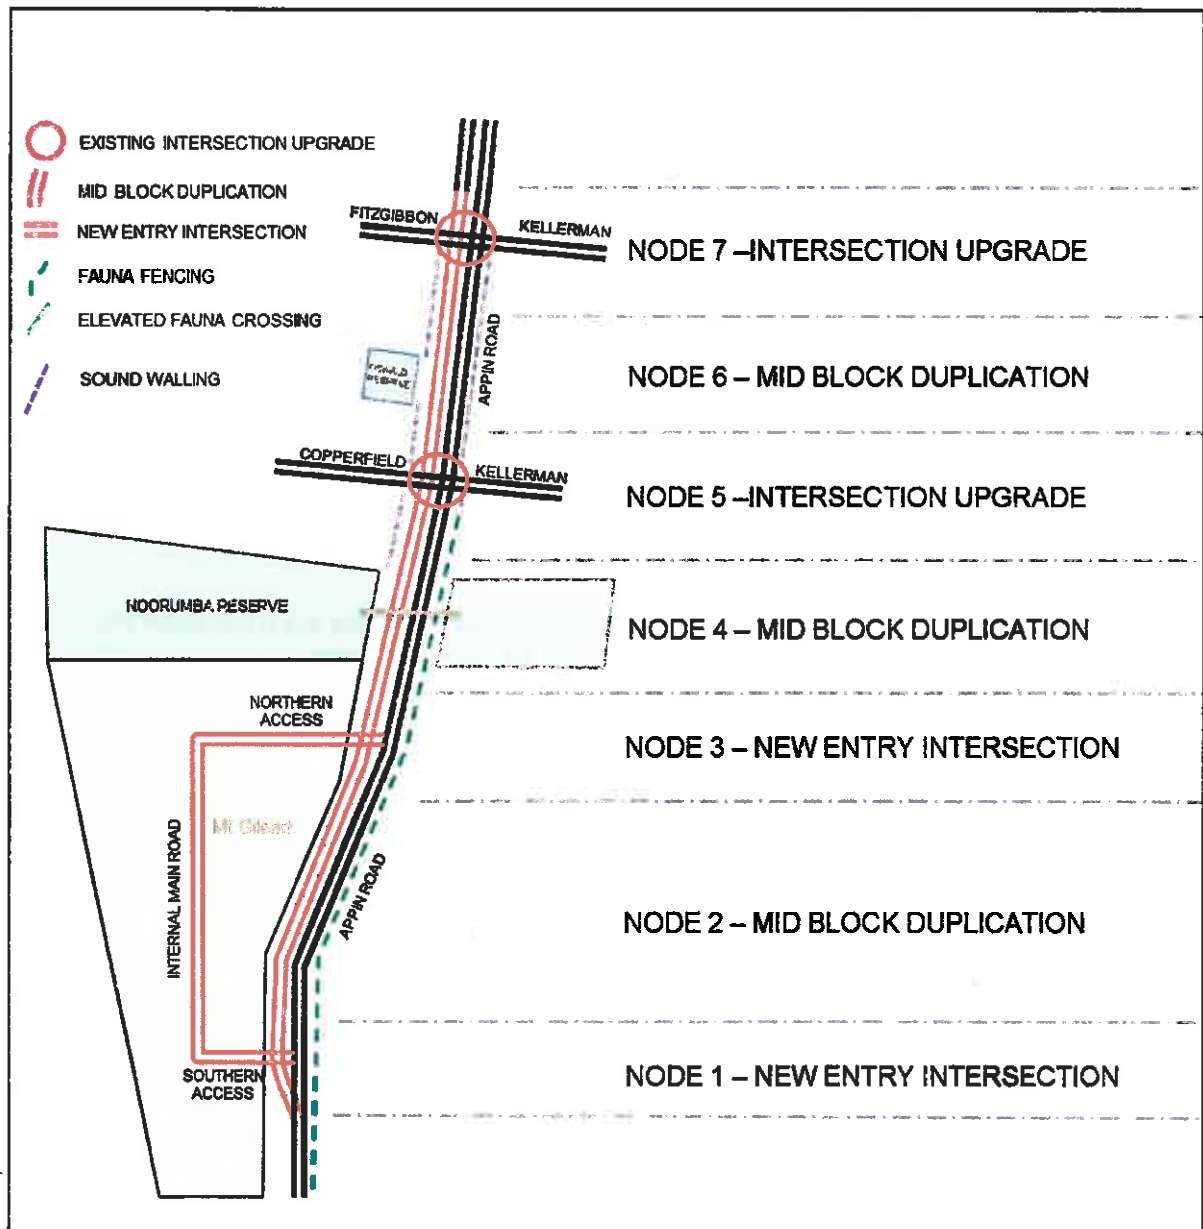 EXISTING INTERSECTION UPGRADE
MID BLOCK DUPLICATION
NEW ENTRY INTERSECTION
FAUNA FENCING
ELEVATED FAUNA CROSSING
SOUND WALLING
FITZGIBBON
KELLERMAN
NODE 7 –INTERSECTION UPGRADE
APPIN ROAD
RESERVE
NODE 6 – MID BLOCK DUPLICATION
COPPERFIELD
KELLERMAN
NODE 5 –INTERSECTION UPGRADE
NOORUMBA RESERVE
NODE 4 – MID BLOCK DUPLICATION
NORTHERN
ACCESS
NODE 3 – NEW ENTRY INTERSECTION
Mt Gilead
INTERNAL MAIN ROAD
APPIN ROAD
NODE 2 – MID BLOCK DUPLICATION
SOUTHERN
ACCESS
NODE 1 – NEW ENTRY INTERSECTION